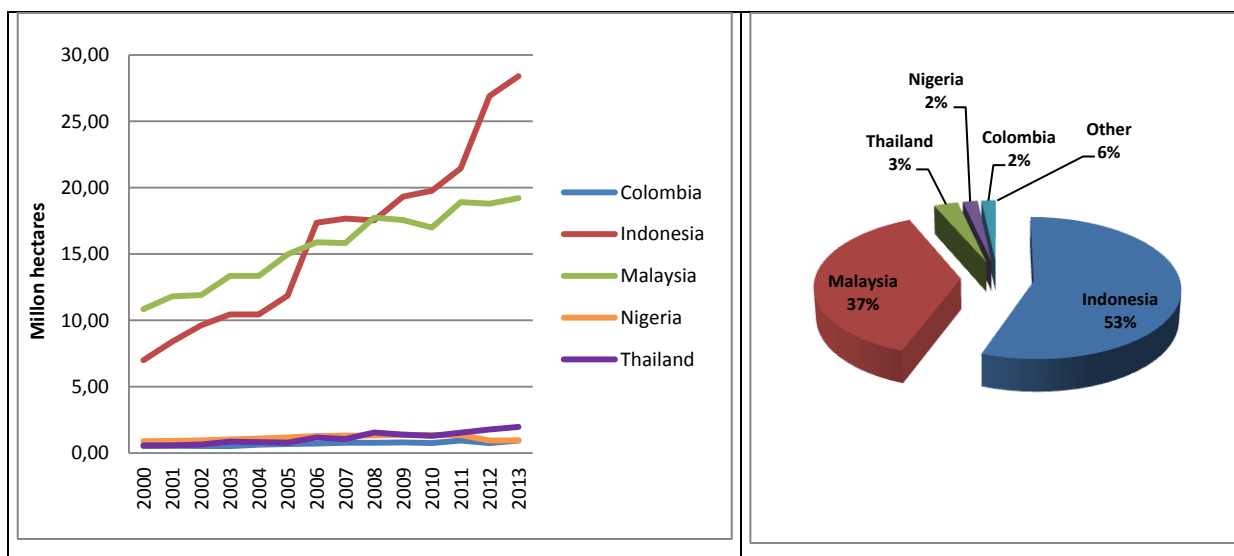 30,00
25,00
20,00
15,00
10,00
5,00
0,00
Millon hectares
2000
2001
2002
2003
2004
2005
2006
2007
2008
2009
2010
2011
2012
2013
Colombia
Indonesia
Malaysia
Nigeria
Thailand
Nigeria
2%
Thailand
3%
Colombia
2%
Other
6%
Malaysia
37%
Indonesia
53%